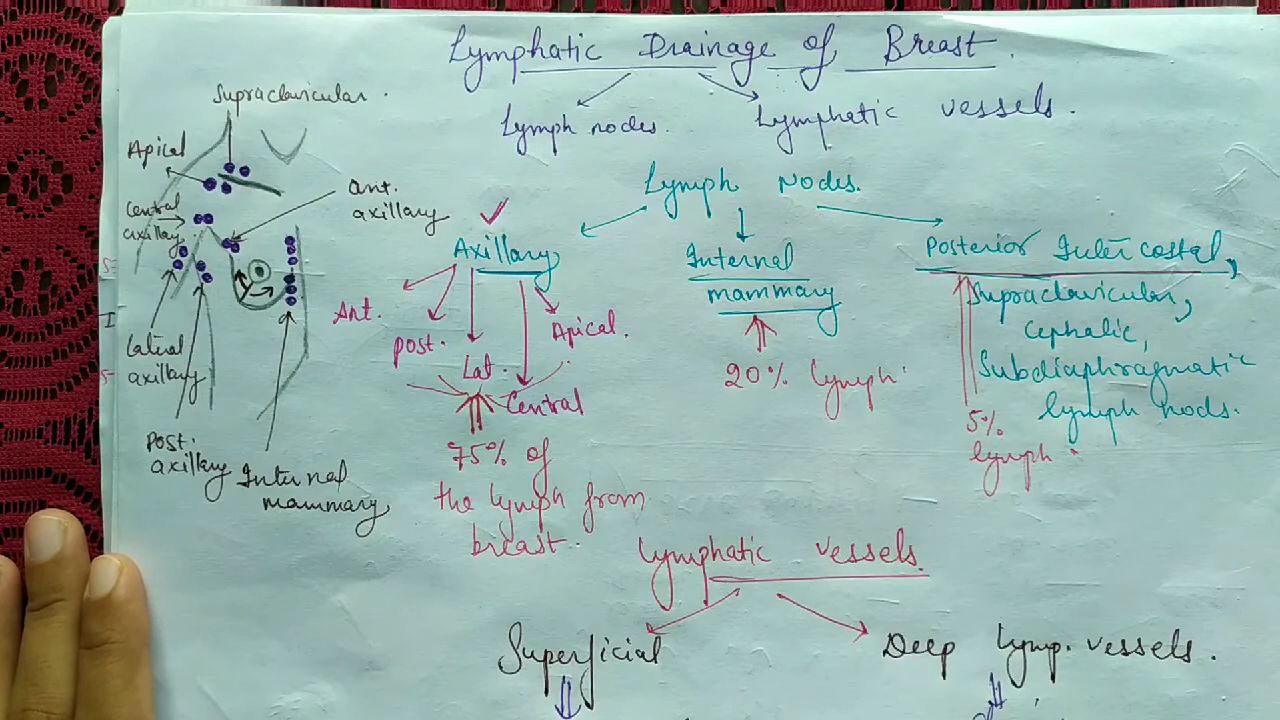 Lymphatic Drainage of Breast.
Lymph nodes.
Lymphatic vessels.
Supraclavicular.
Apical
Central
axillary
ant.
axillary
Lateral
axillary
Post.
axillary
Internal
mammary
Lymph Nodes.
Axillary
Ant.
Post.
Lat.
Central
Apical.
75% of
the lymph from
breast.
Internal
mammary
20% lymph.
Posterior Intercostal,
Supraclavicular,
Cephalic,
Subdiaphragmatic
lymph nods.
5%
lymph.
Lymphatic vessels.
Superficial
Deep lymp. vessels.